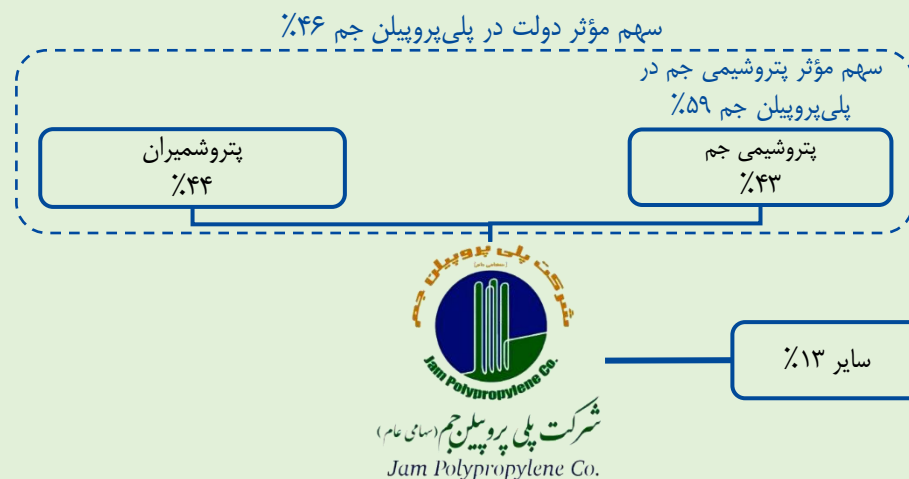 سهم مؤثر دولت در پلی‌پروپیلن جم ۴۶٪
سهم مؤثر پتروشیمی جم در
پلی‌پروپیلن جم ۵۹٪
پتروشیمی جم
۴۳٪
پتروشمیران
۴۴٪
شرکت پلی پروپیلن جم
(سهامی عام)
Jam Polypropylene Co.
سایر ۱۳٪
شرکت پلی پروپیلن جم (سهامی عام)
Jam Polypropylene Co.